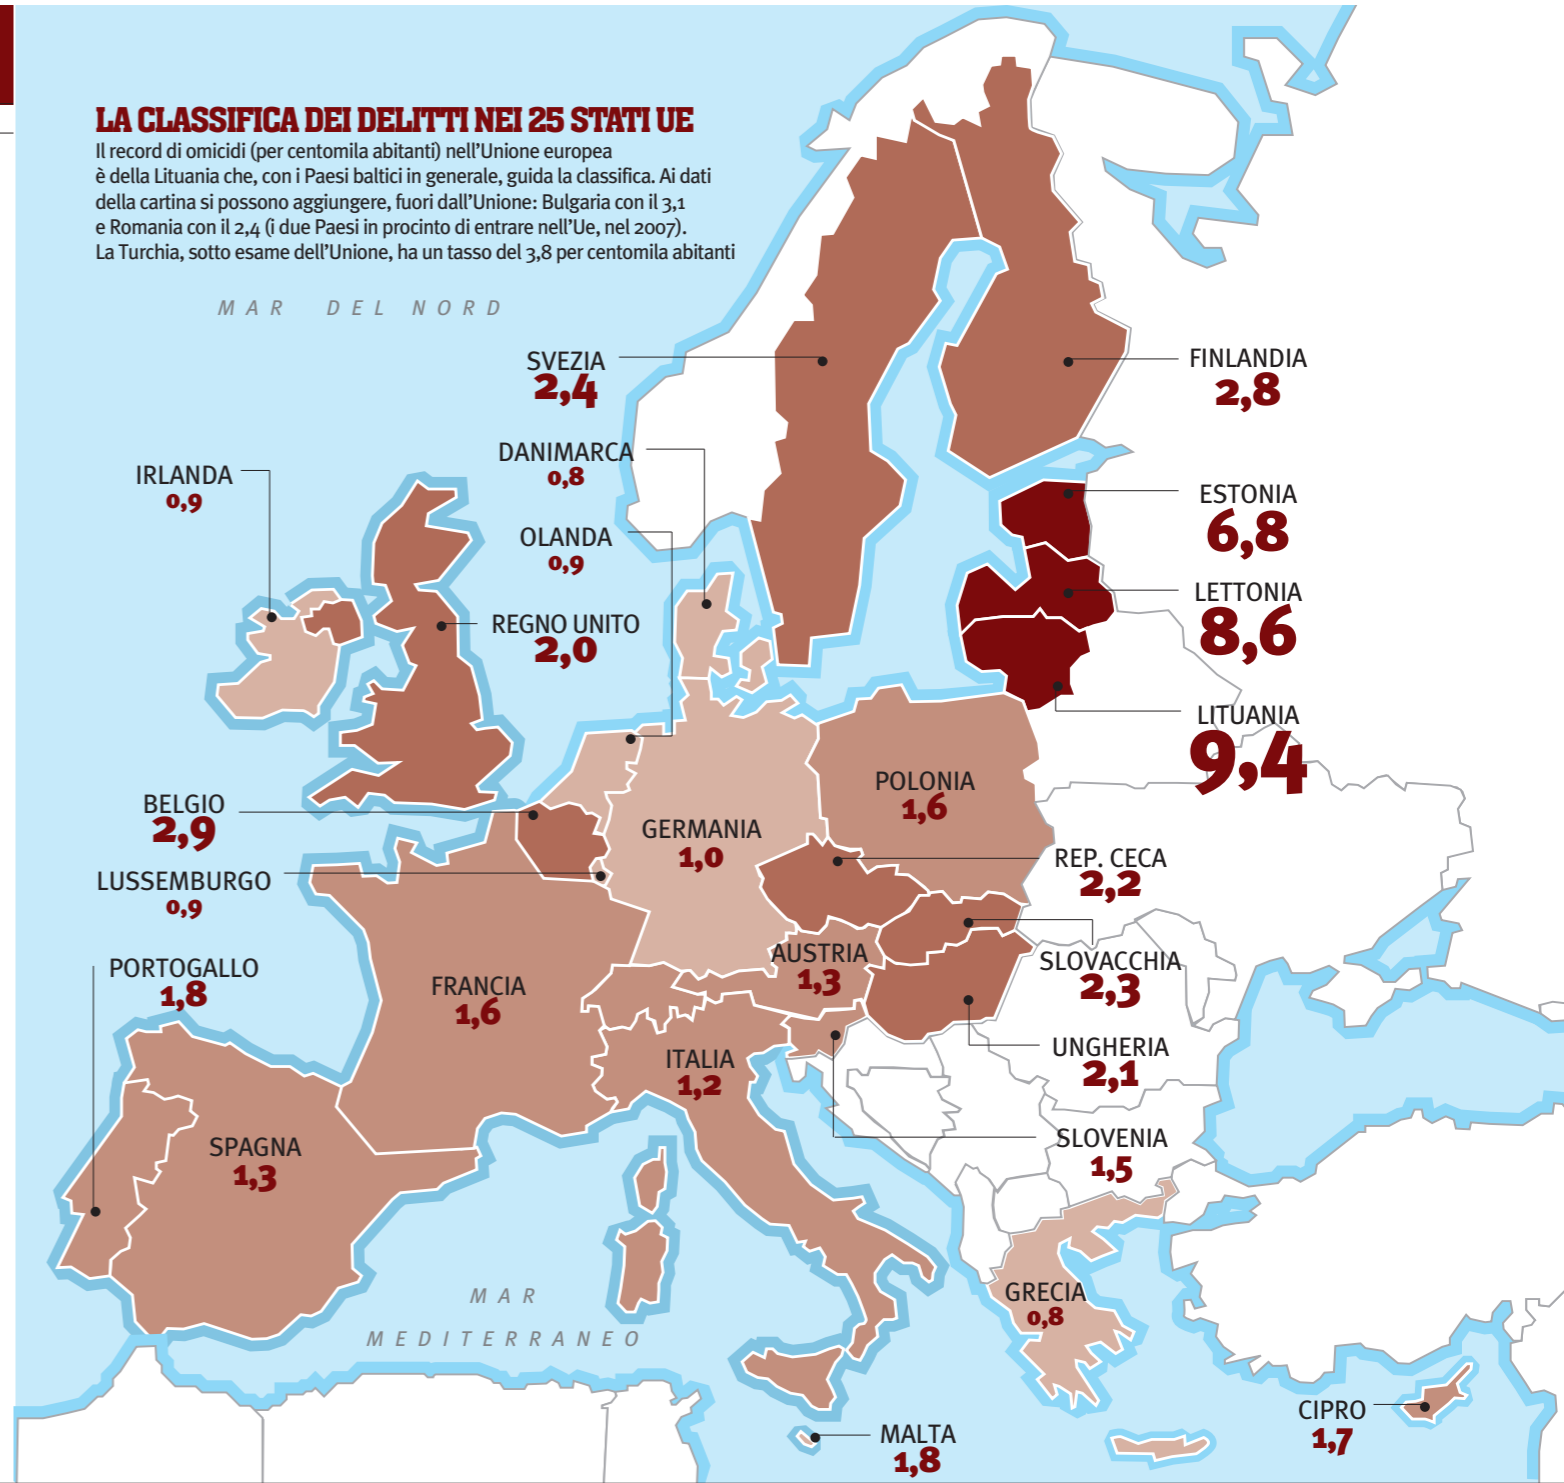 LA CLASSIFICA DEI DELITTI NEI 25 STATI UE
Il record di omicidi (per centomila abitanti) nell'Unione europea
è della Lituania che, con i Paesi baltici in generale, guida la classifica. Ai dati
della cartina si possono aggiungere, fuori dall'Unione: Bulgaria con il 3,1
e Romania con il 2,4 (i due Paesi in procinto di entrare nell'Ue, nel 2007).
La Turchia, sotto esame dell'Unione, ha un tasso del 3,8 per centomila abitanti
MAR DEL NORD
SVEZIA
2,4
FINLANDIA
2,8
DANIMARCA
0,8
IRLANDA
0,9
ESTONIA
6,8
OLANDA
0,9
LETTONIA
8,6
REGNO UNITO
2,0
LITUANIA
9,4
POLONIA
1,6
BELGIO
2,9
GERMANIA
1,0
REP. CECA
2,2
LUSSEMBURGO
0,9
AUSTRIA
1,3
SLOVACCHIA
2,3
PORTOGALLO
1,8
FRANCIA
1,6
UNGHERIA
2,1
ITALIA
1,2
SLOVENIA
1,5
SPAGNA
1,3
GRECIA
0,8
MAR
MEDITERRANEO
CIPRO
1,7
MALTA
1,8